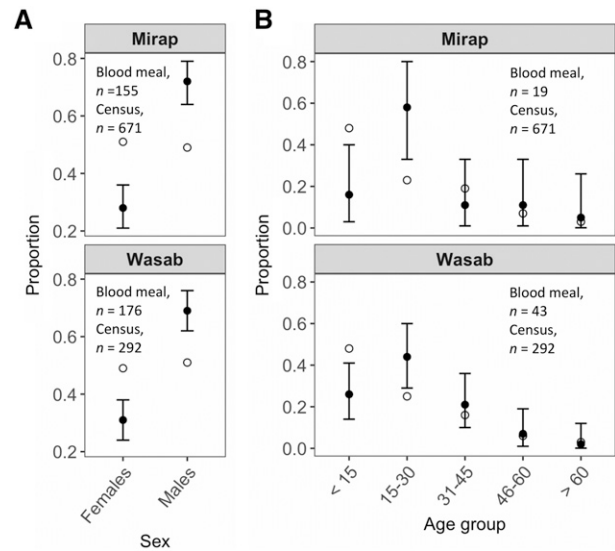 A
Mirap
Blood meal,
n =155
Census,
n = 671
0.8
0.6
0.4
0.2
Wasab
Blood meal,
n = 176
Census,
n = 292
0.8
0.6
0.4
0.2
Proportion
Females
Males
Sex
B
Mirap
Blood meal,
n = 19
Census,
n = 671
0.8
0.6
0.4
0.2
0.0
Wasab
Blood meal,
n = 43
Census,
n = 292
0.8
0.6
0.4
0.2
0.0
Proportion
< 15
15-30
31-45
46-60
> 60
Age group